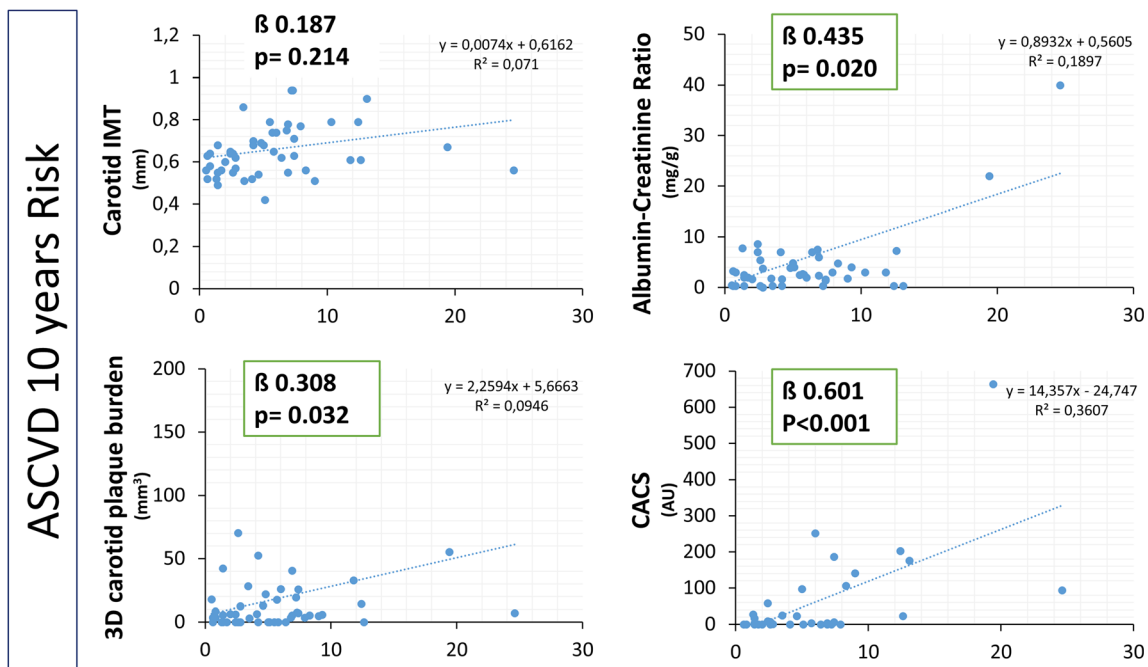 ASCVD 10 years Risk
Carotid IMT
(mm)
1,2
1
0,8
0,6
0,4
0,2
0
0
10
20
30
ß 0.187
p= 0.214
y = 0,0074x + 0,6162
R² = 0,071
Albumin-Creatinine Ratio
(mg/g)
50
40
30
20
10
0
0
10
20
30
ß 0.435
p= 0.020
y = 0,8932x + 0,5605
R² = 0,1897
3D carotid plaque burden
(mm³)
200
150
100
50
0
0
10
20
30
ß 0.308
p= 0.032
y = 2,2594x + 5,6663
R² = 0,0946
CACS
(AU)
700
600
500
400
300
200
100
0
0
10
20
30
ß 0.601
P<0.001
y = 14,357x - 24,747
R² = 0,3607